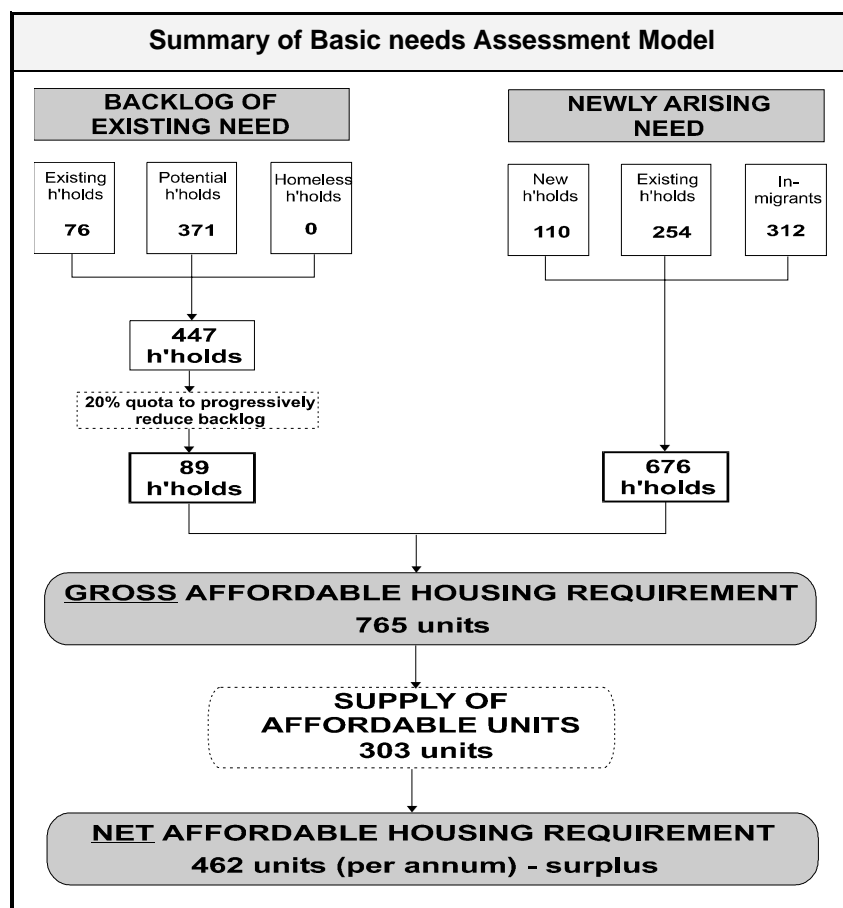 Summary of Basic needs Assessment Model
BACKLOG OF
EXISTING NEED
Existing
h'holds
76
Potential
h'holds
371
Homeless
h'holds
0
447
h'holds
20% quota to progressively
reduce backlog
89
h'holds
NEWLY ARISING
NEED
New
h'holds
110
Existing
h'holds
254
In-
migrants
312
676
h'holds
GROSS AFFORDABLE HOUSING REQUIREMENT
765 units
SUPPLY OF
AFFORDABLE UNITS
303 units
NET AFFORDABLE HOUSING REQUIREMENT
462 units (per annum) - surplus